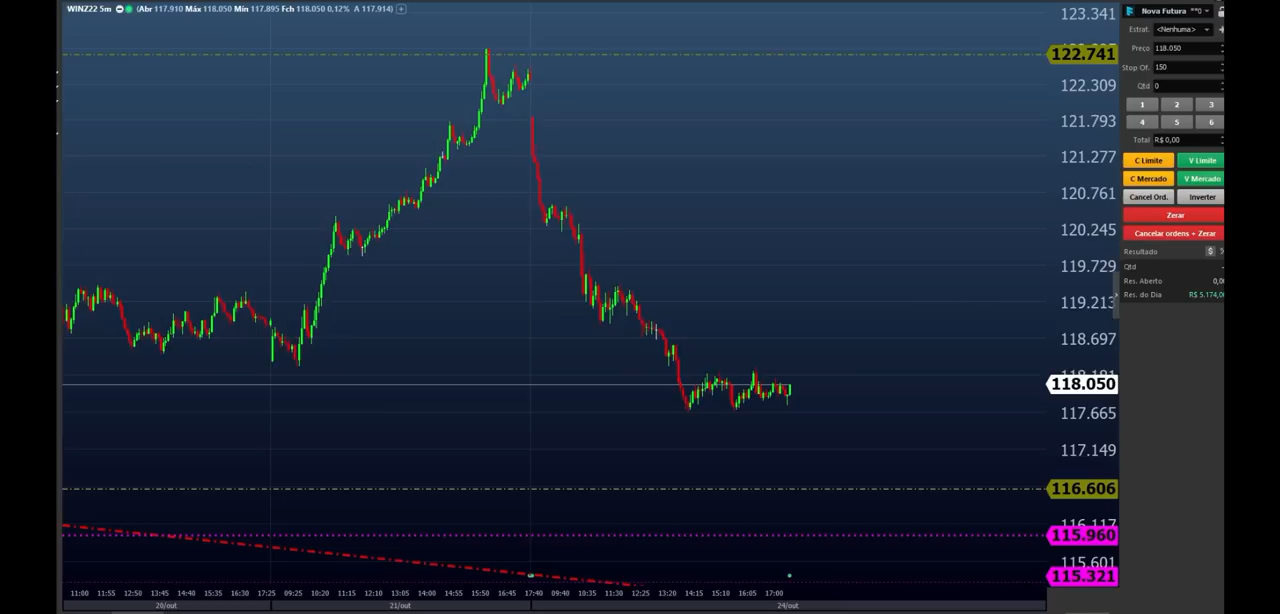 WINZ22 5m (Abr 117.910 Máx 118.050 Mín 117.895 Fch 118.050 0,12% A 117.914)
123.341
122.741
122.309
121.793
121.277
120.761
120.245
119.729
119.213
118.697
118.050
117.665
117.149
116.606
116.117
115.960
115.601
115.321
11:00 11:55 12:50 13:45 14:40 15:35 16:30 17:25 09:25 10:20 11:15 12:10 13:05 14:00 14:55 15:50 16:45 17:40 09:40 10:35 11:30 12:25 13:20 14:15 15:10 16:05 17:00
20/out 21/out 24/out
Nova Futura
Estrat. <Nenhuma>
Preço 118.050
Stop Of. 150
Qtd 0
1 2 3
4 5 6
Total R$ 0,00
C Limite V Limite
C Mercado V Mercado
Cancel Ord. Inverter
Zerar
Cancelar ordens + Zerar
Resultado $ %
Qtd -
Res. Aberto 0,00
Res. do Dia R$ 5.174,0